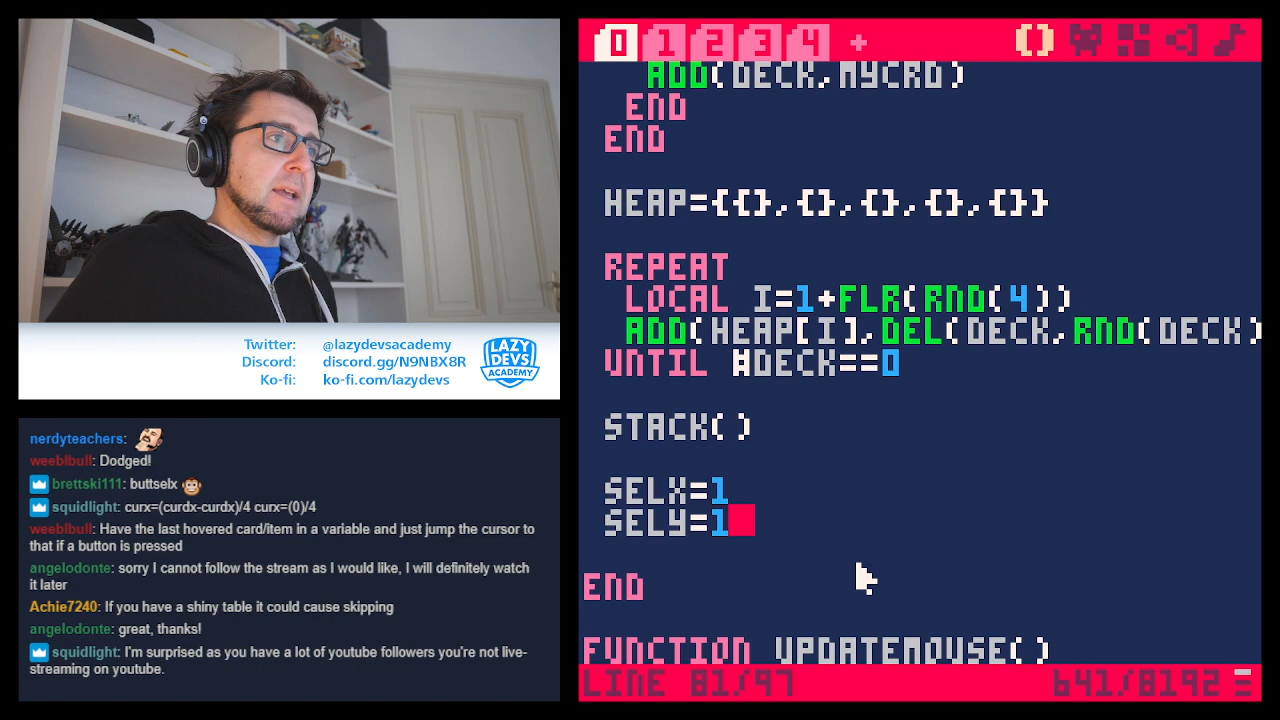 Twitter: @lazydevsacademy
Discord: discord.gg/N9NBX8R
Ko-fi: ko-fi.com/lazydevs
LAZY
DEVS
ACADEMY
nerdyteachers:
weeblbull: Dodged!
brettski111: buttselx
squidlight: curx=(curdx-curdx)/4 curx=(0)/4
weeblbull: Have the last hovered card/item in a variable and just jump the cursor to
that if a button is pressed
angelodonte: sorry I cannot follow the stream as I would like, I will definitely watch
it later
Achie7240: If you have a shiny table it could cause skipping
angelodonte: great, thanks!
squidlight: I'm surprised as you have a lot of youtube followers you're not live-
streaming on youtube.
0 1 2 3 4 +
ADD(DECK,MYCRD)
END
END
HEAP={{},{},{},{},{}}
REPEAT
LOCAL I=1+FLR(RND(4))
ADD(HEAP[I],DEL(DECK,RND(DECK)
UNTIL #DECK==0
STACK()
SELX=1
SELY=1
END
FUNCTION UPDATEMOUSE()
LINE 81/97
641/8192